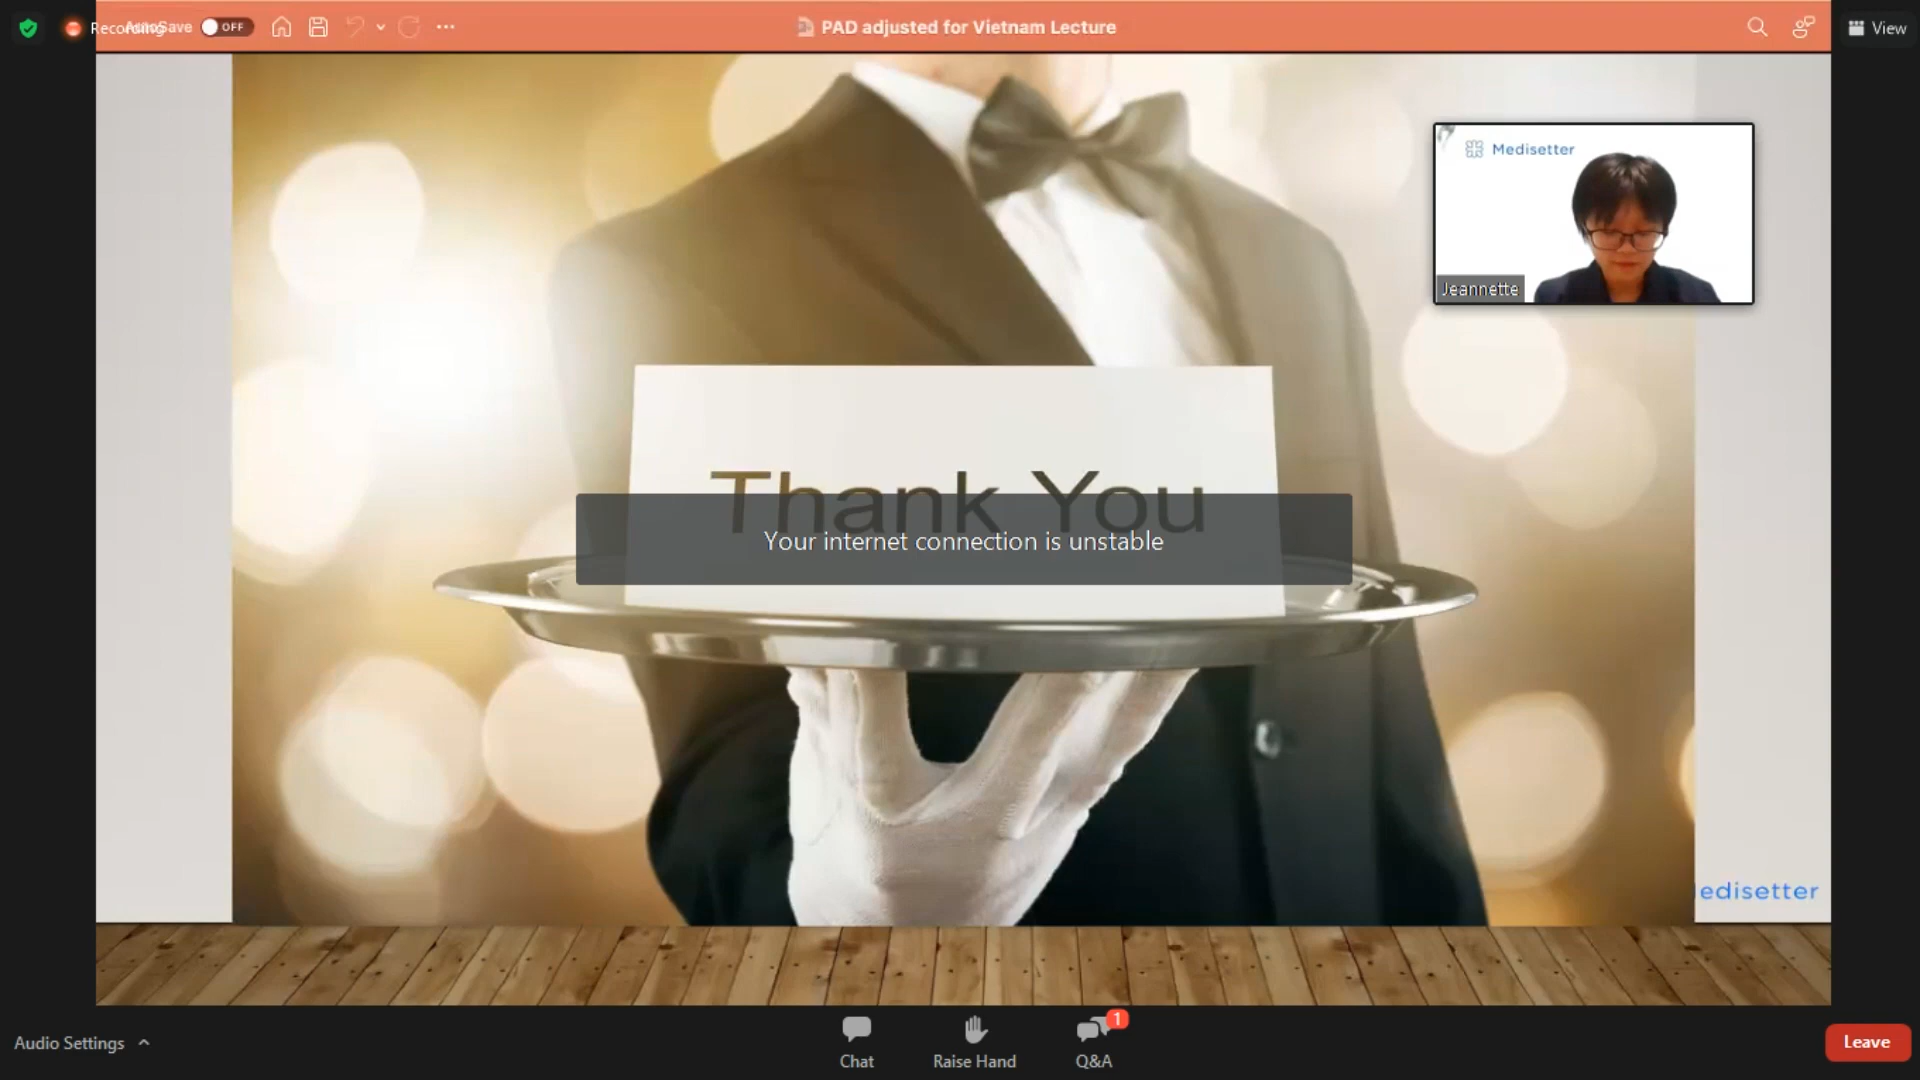 Recording
AutoSave OFF
PAD adjusted for Vietnam Lecture
View
Medisetter
Jeannette
Thank You
Your internet connection is unstable
edisetter
Audio Settings
Chat
Raise Hand
1
Q&A
Leave